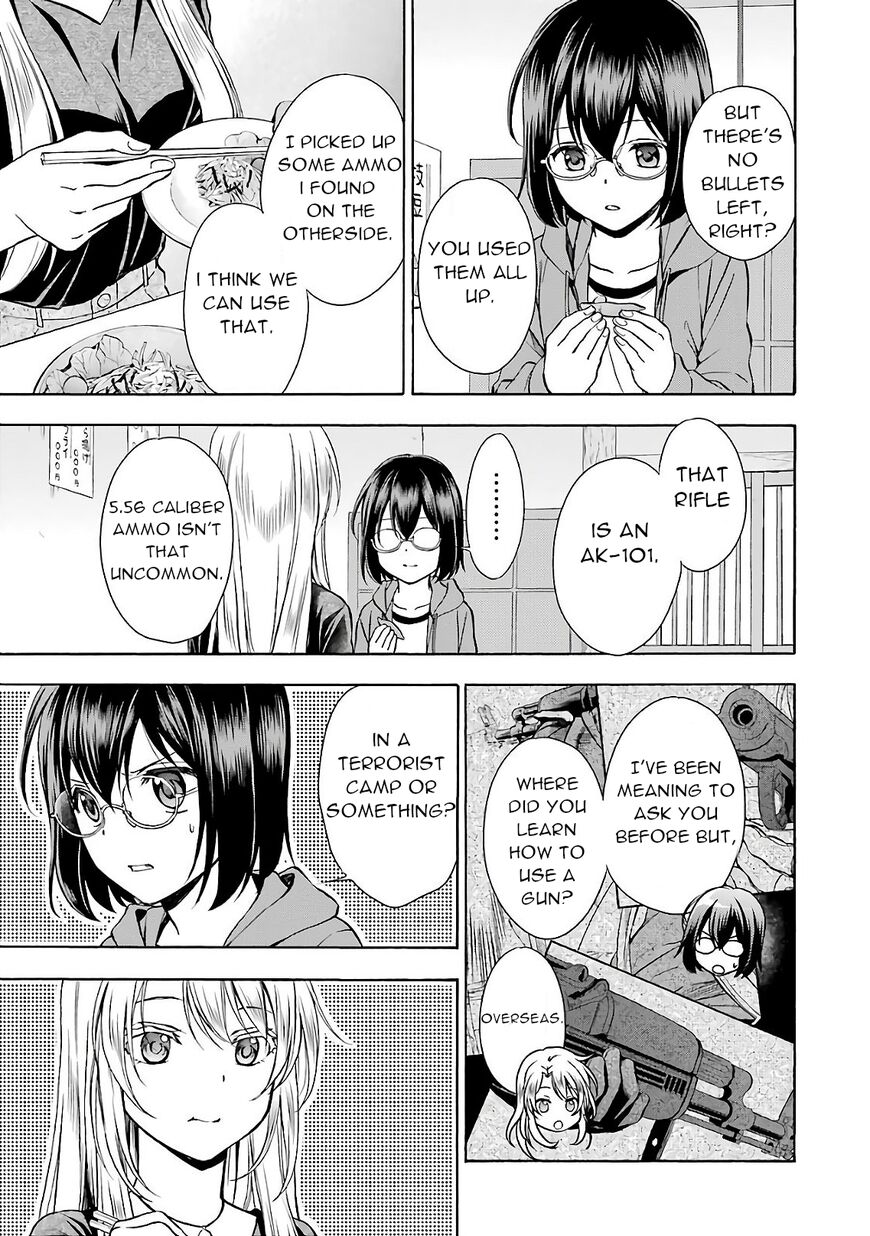 BUT
THERE'S
NO
BULLETS
LEFT,
RIGHT?
YOU USED
THEM ALL
UP.
I PICKED UP
SOME AMMO
I FOUND
ON THE
OTHERSIDE.
I THINK WE
CAN USE
THAT.
THAT
RIFLE
IS AN
AK-101.
.........
5.56 CALIBER
AMMO ISN'T
THAT
UNCOMMON.
I'VE BEEN
MEANING TO
ASK YOU
BEFORE BUT,
WHERE
DID YOU
LEARN
HOW TO
USE A
GUN?
OVERSEAS.
IN A
TERRORIST
CAMP OR
SOMETHING?